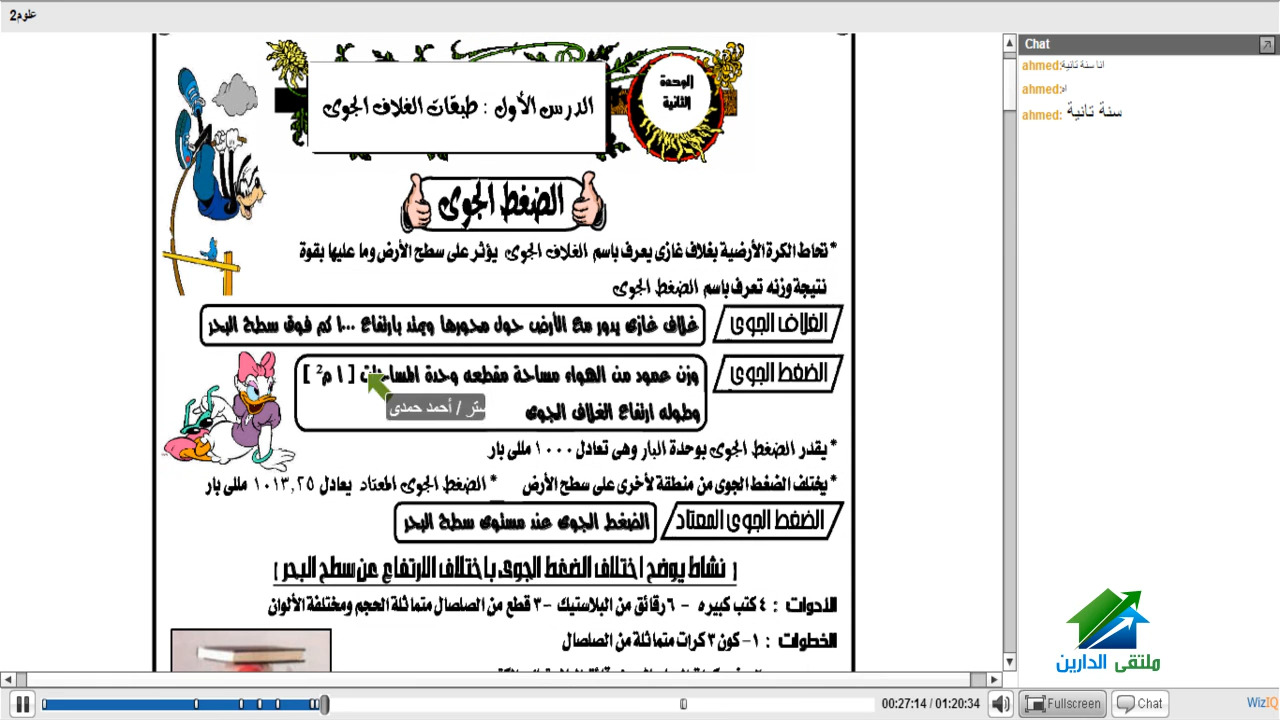 علوم2
Chat
ahmed: انا سنة تانية
ahmed: اد
ahmed: سنة تانية
الوحدة
الثانية
الدرس الأول : طبقات الغلاف الجوى
الضغط الجوى
* تحاط الكرة الأرضية بغلاف غازى يعرف باسم الغلاف الجوى يؤثر على سطح الأرض وما عليها بقوة
نتيجة وزنه تعرف باسم الضغط الجوى
الغلاف الجوى
غلاف غازى يدور مع الأرض حول محورها ويمتد بارتفاع ١٠٠٠ كم فوق سطح البحر
الضغط الجوى
وزن عمود من الهواء مساحة مقطعه وحدة المساحات [ ١ م² ]
وطوله ارتفاع الغلاف الجوى
ستر / أحمد حمدى
* يقدر الضغط الجوى بوحدة البار وهى تعادل ١٠٠٠ مللى بار
* يختلف الضغط الجوى من منطقة لأخرى على سطح الأرض * الضغط الجوى المعتاد يعادل ١٠١٣,٢٥ مللى بار
الضغط الجوى المعتاد
الضغط الجوى عند مستوى سطح البحر
[ نشاط يوضح اختلاف الضغط الجوى باختلاف الارتفاع عن سطح البحر ]
الادوات : ٤ كتب كبيره - ٦ رقائق من البلاستيك - ٣ قطع من الصلصال متماثلة الحجم ومختلفة الألوان
الخطوات : ١- كون ٣ كرات متماثلة من الصلصال
ملتقى الدارين
00:27:14 / 01:20:34
Fullscreen
Chat
WizIQ